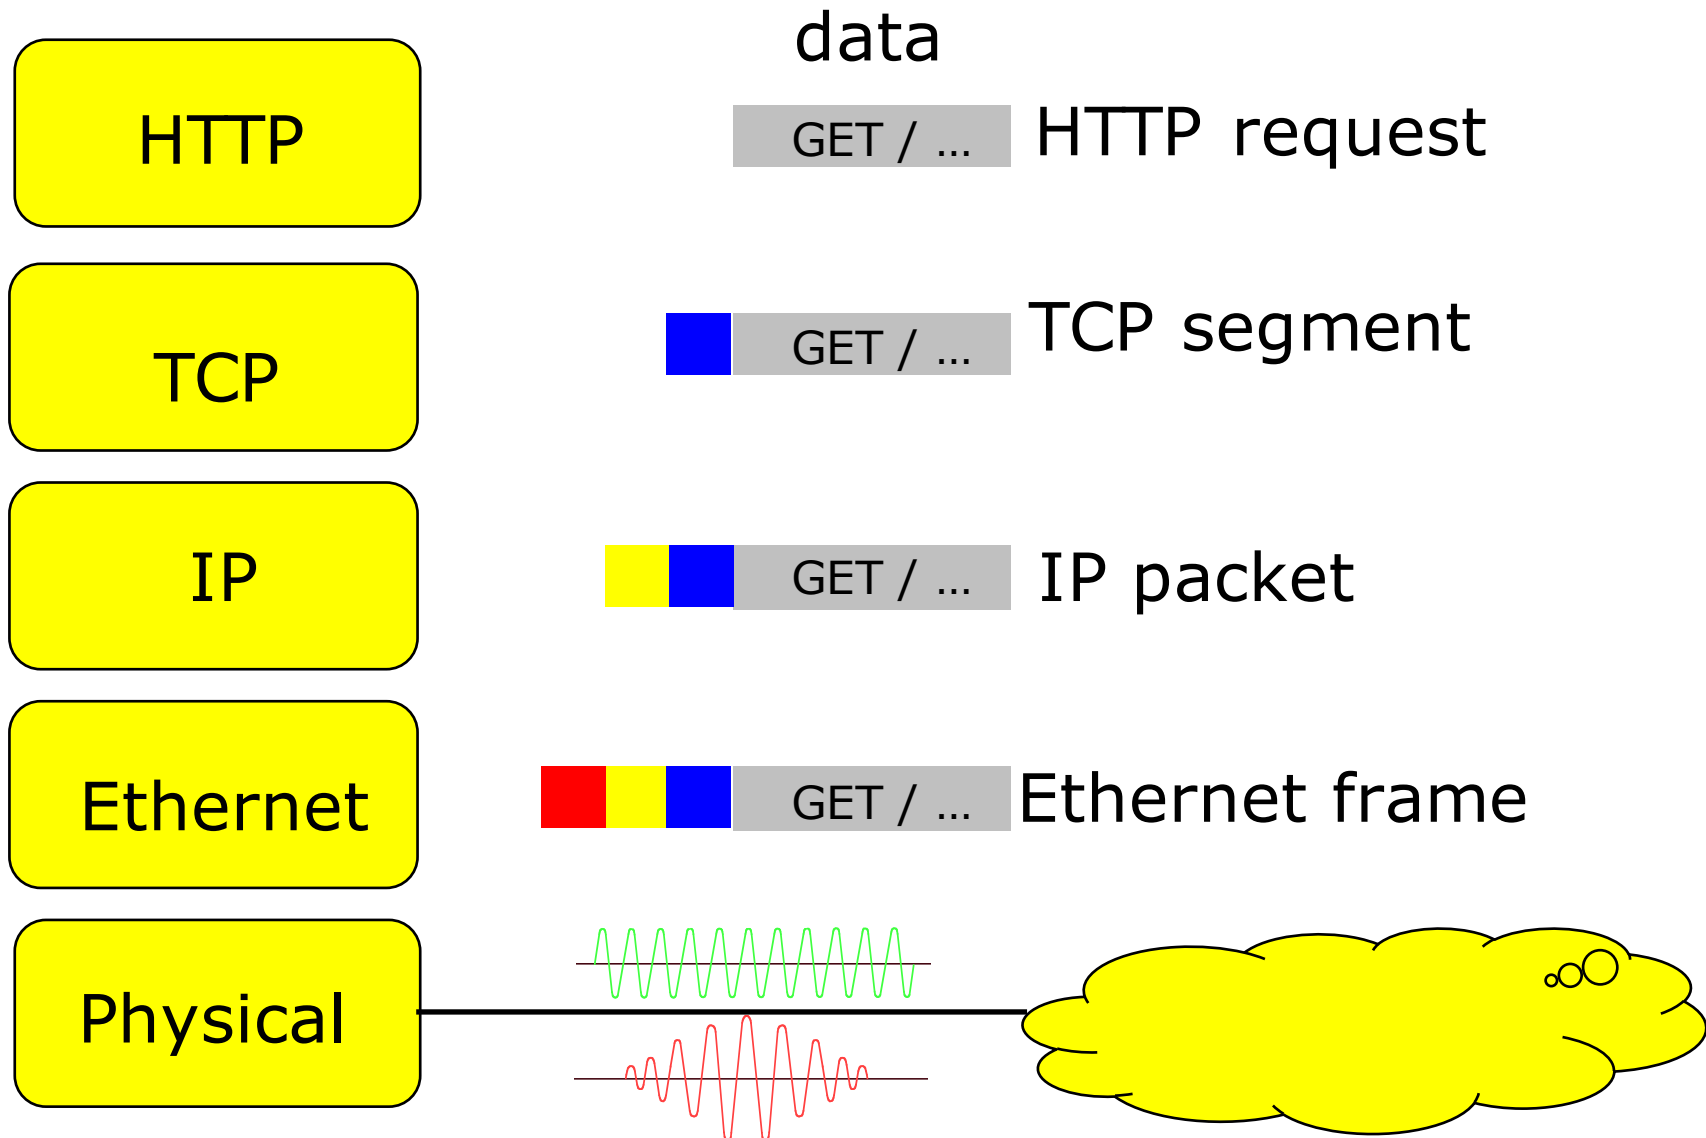 data
HTTP
GET / ...
HTTP request
TCP
GET / ...
TCP segment
IP
GET / ...
IP packet
Ethernet
GET / ...
Ethernet frame
Physical